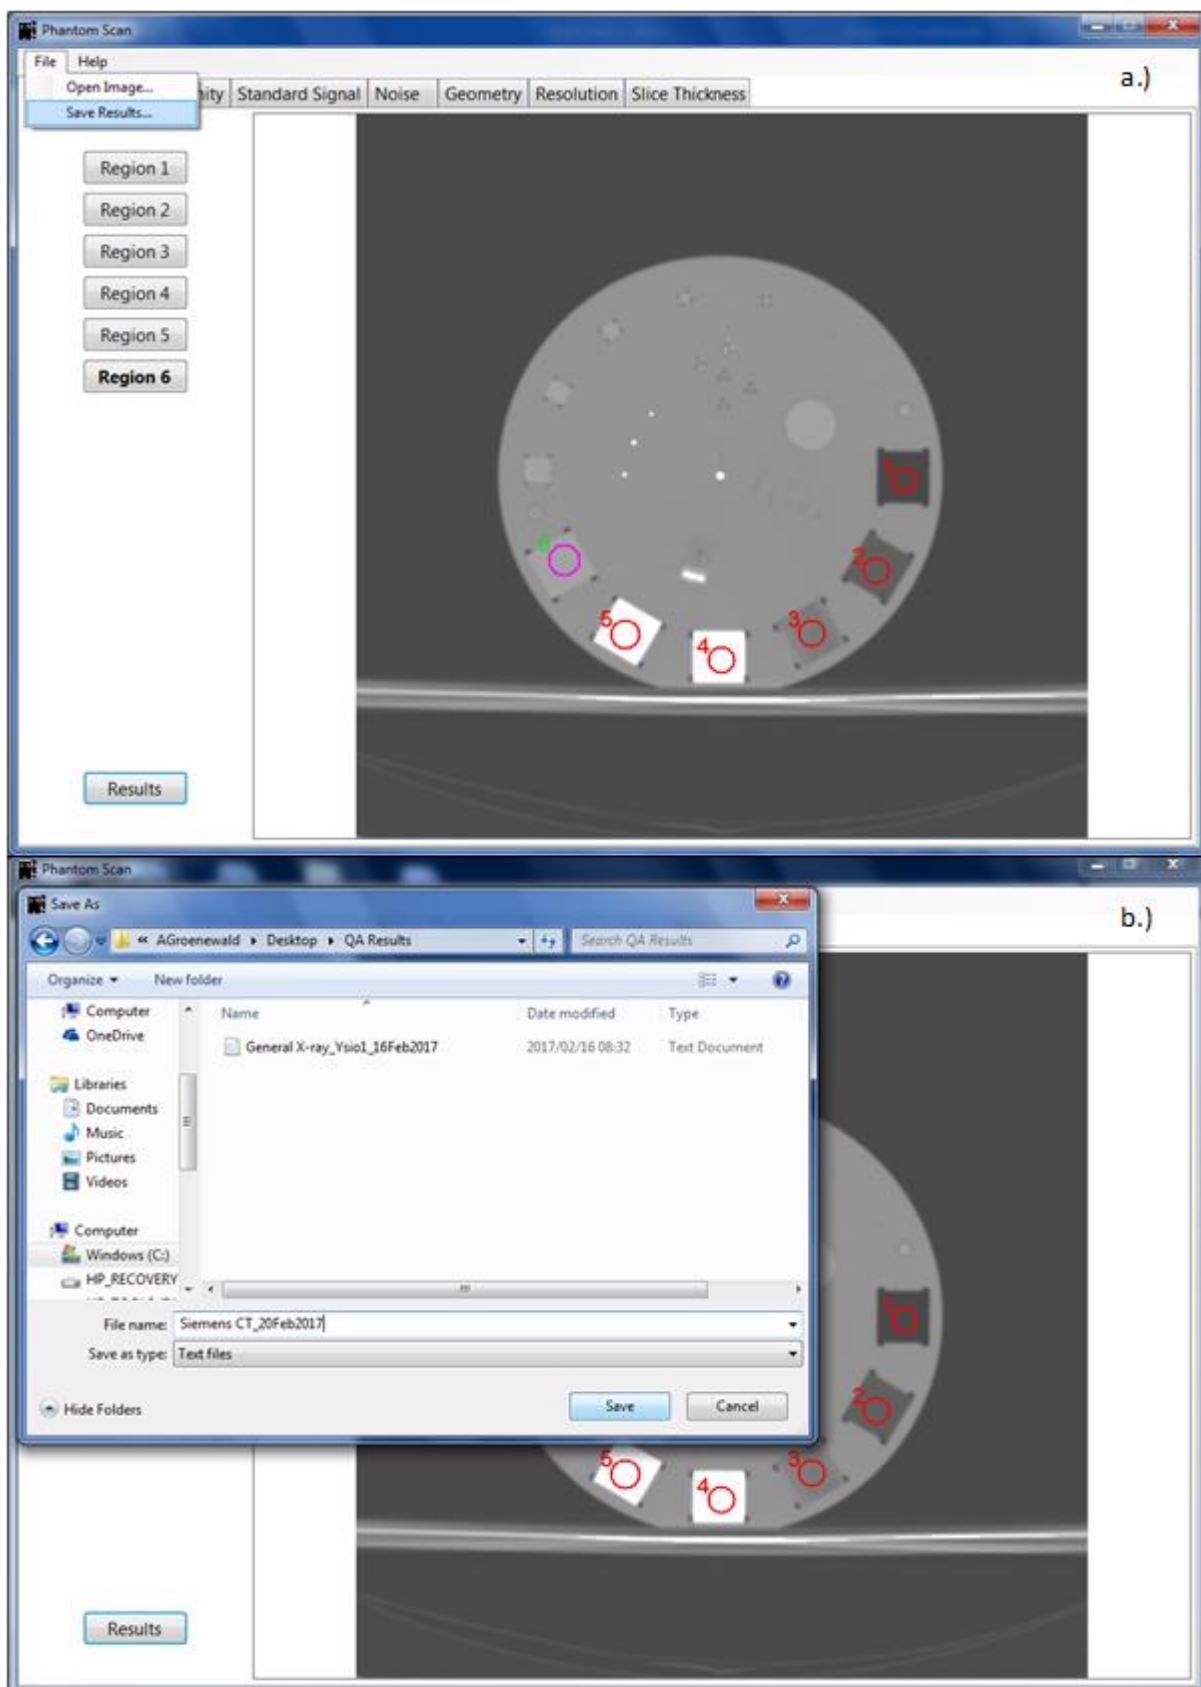 Phantom Scan
File Help
a.)
Open Image...
Save Results...
ity Standard Signal Noise Geometry Resolution Slice Thickness
Region 1
Region 2
Region 3
Region 4
Region 5
Region 6
1
2
3
4
5
6
Results
Phantom Scan
Save As
b.)
« AGroenewald Desktop QA Results Search QA Results
Organize New folder
Computer
OneDrive
Libraries
Documents
Music
Pictures
Videos
Computer
Windows (C:)
HP_RECOVERY
Name Date modified Type
General X-ray_Ysio1_16Feb2017 2017/02/16 08:32 Text Document
File name: Siemens CT_20Feb2017
Save as type: Text files
Hide Folders Save Cancel
1
2
3
4
5
Results